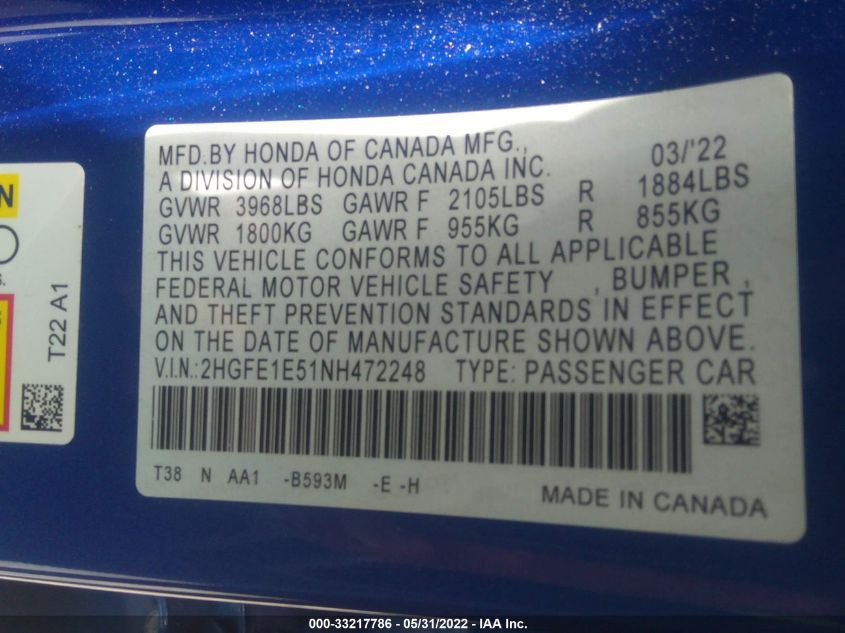 MFD.BY HONDA OF CANADA MFG., 03/'22
A DIVISION OF HONDA CANADA INC.
GVWR 3968LBS GAWR F 2105LBS R 1884LBS
GVWR 1800KG GAWR F 955KG R 855KG
THIS VEHICLE CONFORMS TO ALL APPLICABLE
FEDERAL MOTOR VEHICLE SAFETY , BUMPER ,
AND THEFT PREVENTION STANDARDS IN EFFECT
ON THE DATE OF MANUFACTURE SHOWN ABOVE.
V.I.N.:2HGFE1E51NH472248 TYPE: PASSENGER CAR
T38 N AA1 -B593M -E -H
MADE IN CANADA
T22 A1
000-33217786 - 05/31/2022 - IAA Inc.